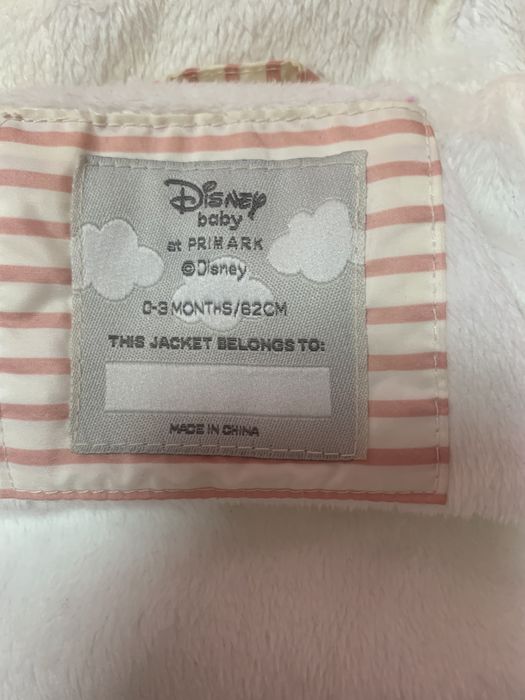 Disney
baby
at PRIMARK
©Disney
0-3 MONTHS/62CM
THIS JACKET BELONGS TO:
MADE IN CHINA